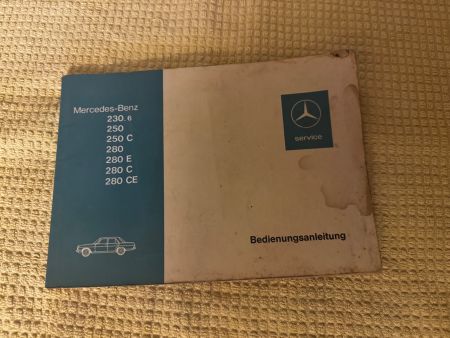 Mercedes-Benz
230.6
250
250 C
280
280 E
280 C
280 CE
service
Bedienungsanleitung